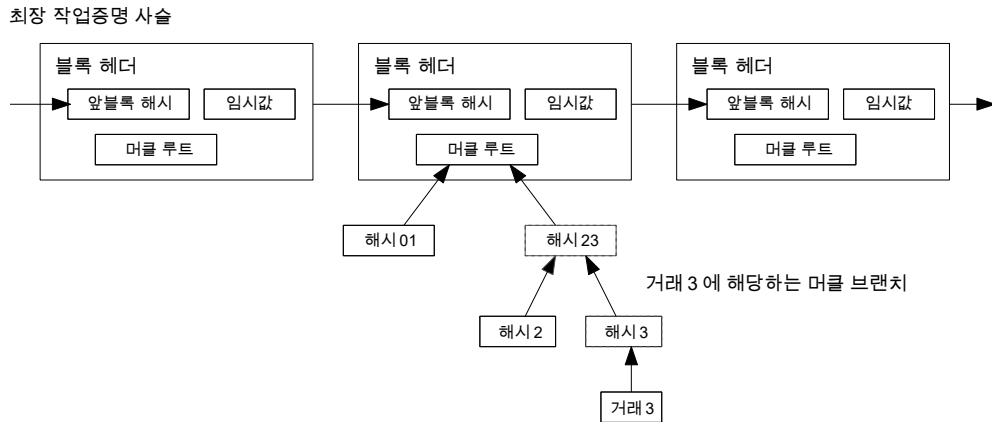 최장 작업증명 사슬
블록 헤더
블록 헤더
블록 헤더
앞블록 해시
임시값
앞블록 해시
임시값
앞블록 해시
임시값
머클 루트
머클 루트
머클 루트
해시01
해시23
거래3에 해당하는 머클 브랜치
해시2
해시3
거래3